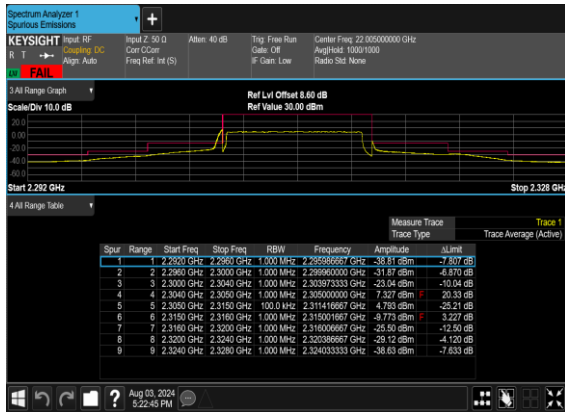 Spectrum Analyzer 1
Spurious Emissions
+
KEYSIGHT Input: RF Input Z: 50 Ω Atten: 40 dB Trig: Free Run Center Freq: 22.005000000 GHz
R T Coupling: DC Corr CCorr Gate: Off Avg|Hold: 1000/1000
Align: Auto Freq Ref: Int (S) IF Gain: Low Radio Std: None
FAIL
3 All Range Graph
Scale/Div 10.0 dB Ref Lvl Offset 8.60 dB
Ref Value 30.00 dBm
20.0
0.00
-20.0
-40.0
-60.0
Start 2.292 GHz Stop 2.328 GHz
4 All Range Table
Measure Trace Trace 1
Trace Type Trace Average (Active)
Spur Range Start Freq Stop Freq RBW Frequency Amplitude ΔLimit
1 1 2.2920 GHz 2.2960 GHz 1.000 MHz 2.295986667 GHz -38.81 dBm -7.807 dB
2 2 2.2960 GHz 2.3000 GHz 1.000 MHz 2.299960000 GHz -31.87 dBm -6.870 dB
3 3 2.3000 GHz 2.3040 GHz 1.000 MHz 2.303973333 GHz -23.04 dBm -10.04 dB
4 4 2.3040 GHz 2.3050 GHz 1.000 MHz 2.305000000 GHz 7.327 dBm F 20.33 dB
5 5 2.3050 GHz 2.3150 GHz 100.0 kHz 2.311416667 GHz 4.793 dBm -25.21 dB
6 6 2.3150 GHz 2.3160 GHz 1.000 MHz 2.315001667 GHz -9.773 dBm F 3.227 dB
7 7 2.3160 GHz 2.3200 GHz 1.000 MHz 2.316006667 GHz -25.50 dBm -12.50 dB
8 8 2.3200 GHz 2.3240 GHz 1.000 MHz 2.320386667 GHz -29.12 dBm -4.120 dB
9 9 2.3240 GHz 2.3280 GHz 1.000 MHz 2.324033333 GHz -38.63 dBm -7.633 dB
? Aug 03, 2024
5:22:45 PM